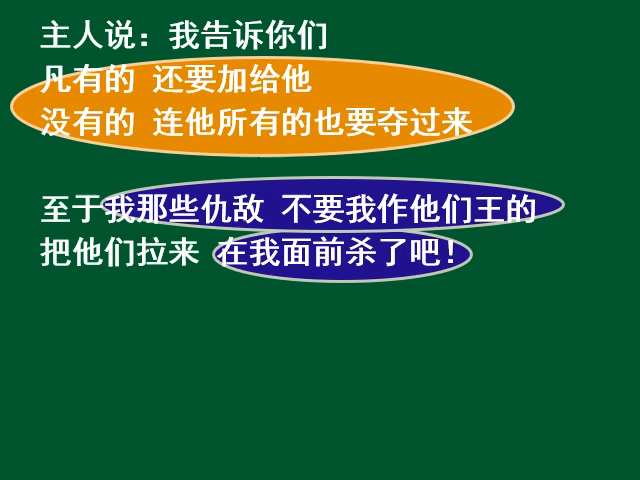 主人说：我告诉你们
凡有的 还要加给他
没有的 连他所有的也要夺过来
至于我那些仇敌 不要我作他们王的
把他们拉来 在我面前杀了吧！